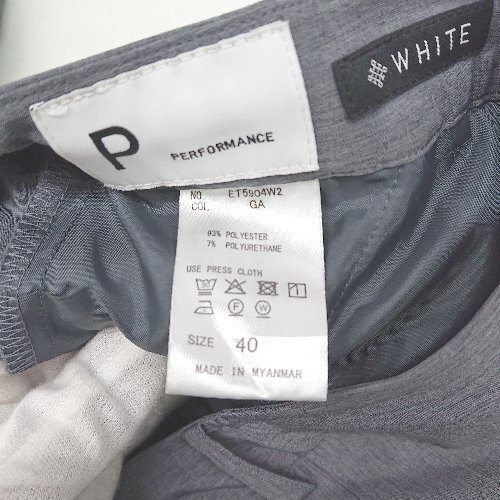 WHITE
P PERFORMANCE
NO. ET5904W2
COL. GA
93% POLYESTER
7% POLYURETHANE
USE PRESS CLOTH
SIZE 40
MADE IN MYANMAR